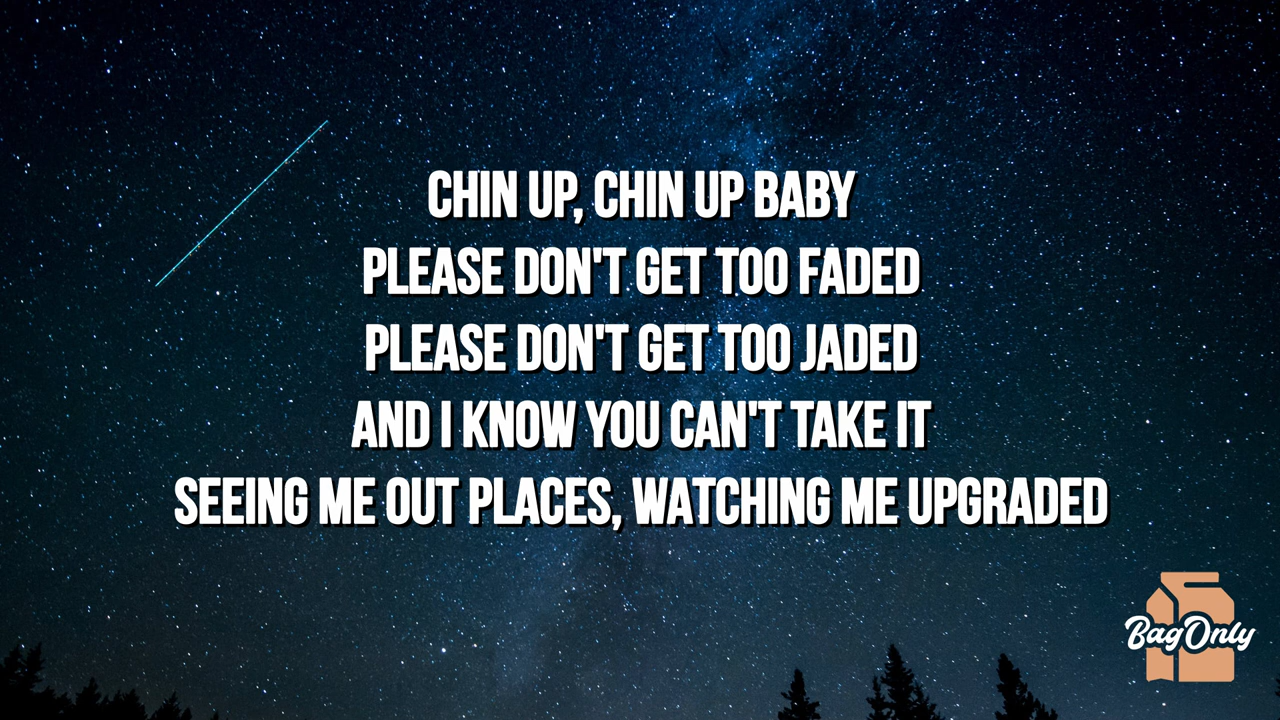 CHIN UP, CHIN UP BABY
PLEASE DON'T GET TOO FADED
PLEASE DON'T GET TOO JADED
AND I KNOW YOU CAN'T TAKE IT
SEEING ME OUT PLACES, WATCHING ME UPGRADED
BagOnly